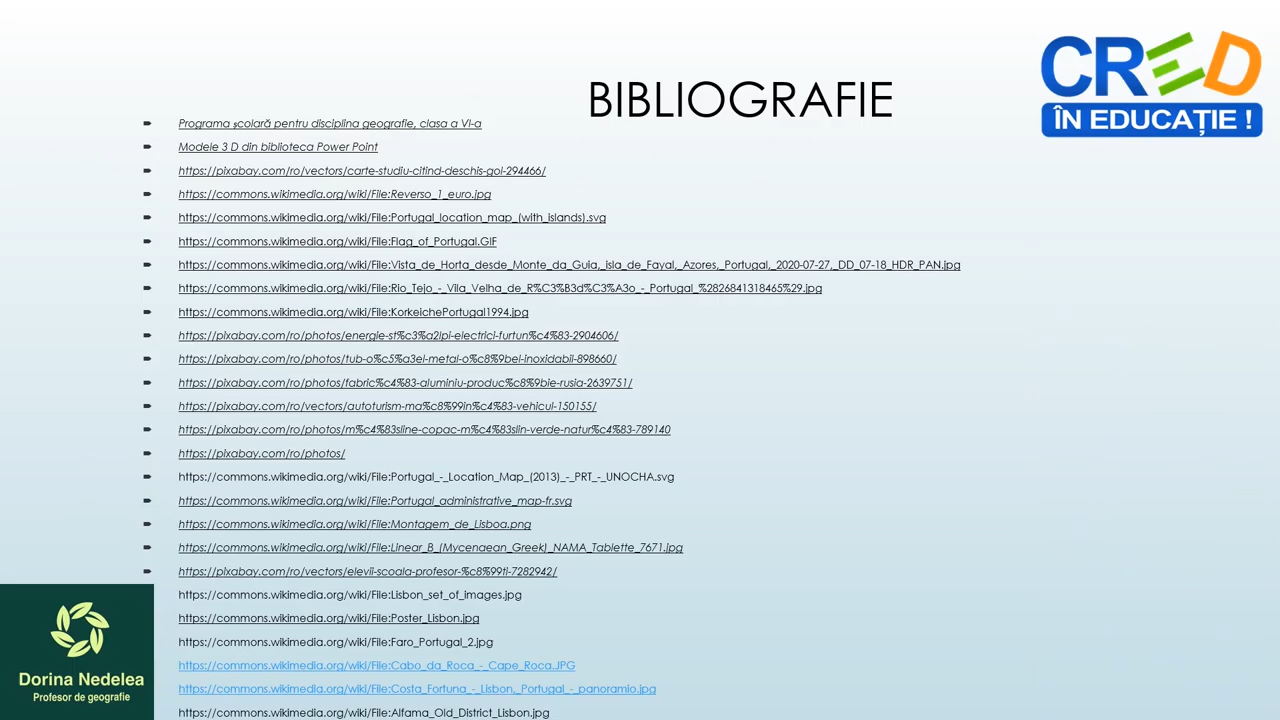 CRED
ÎN EDUCAȚIE !
BIBLIOGRAFIE
Programa școlară pentru disciplina geografie, clasa a VI-a
Modele 3 D din biblioteca Power Point
https://pixabay.com/ro/vectors/carte-studiu-citind-deschis-gol-294466/
https://commons.wikimedia.org/wiki/File:Reverso_1_euro.jpg
https://commons.wikimedia.org/wiki/File:Portugal_location_map_(with_islands).svg
https://commons.wikimedia.org/wiki/File:Flag_of_Portugal.GIF
https://commons.wikimedia.org/wiki/File:Vista_de_Horta_desde_Monte_da_Guia,_isla_de_Fayal,_Azores,_Portugal,_2020-07-27,_DD_07-18_HDR_PAN.jpg
https://commons.wikimedia.org/wiki/File:Rio_Tejo_-_Vila_Velha_de_R%C3%B3d%C3%A3o_-_Portugal_%2826841318465%29.jpg
https://commons.wikimedia.org/wiki/File:KorkeichePortugal1994.jpg
https://pixabay.com/ro/photos/energie-st%c3%a2lpi-electrici-furtun%c4%83-2904606/
https://pixabay.com/ro/photos/tub-o%c5%a3el-metal-o%c8%9bel-inoxidabil-898660/
https://pixabay.com/ro/photos/fabric%c4%83-aluminiu-produc%c8%9bie-rusia-2639751/
https://pixabay.com/ro/vectors/autoturism-ma%c8%99in%c4%83-vehicul-150155/
https://pixabay.com/ro/photos/m%c4%83sline-copac-m%c4%83slin-verde-natur%c4%83-789140
https://pixabay.com/ro/photos/
https://commons.wikimedia.org/wiki/File:Portugal_-_Location_Map_(2013)_-_PRT_-_UNOCHA.svg
https://commons.wikimedia.org/wiki/File:Portugal_administrative_map-fr.svg
https://commons.wikimedia.org/wiki/File:Montagem_de_Lisboa.png
https://commons.wikimedia.org/wiki/File:Linear_B_(Mycenaean_Greek)_NAMA_Tablette_7671.jpg
https://pixabay.com/ro/vectors/elevii-scoala-profesor-%c8%99ti-7282942/
https://commons.wikimedia.org/wiki/File:Lisbon_set_of_images.jpg
https://commons.wikimedia.org/wiki/File:Poster_Lisbon.jpg
https://commons.wikimedia.org/wiki/File:Faro_Portugal_2.jpg
https://commons.wikimedia.org/wiki/File:Cabo_da_Roca_-_Cape_Roca.JPG
https://commons.wikimedia.org/wiki/File:Costa_Fortuna_-_Lisbon,_Portugal_-_panoramio.jpg
https://commons.wikimedia.org/wiki/File:Alfama_Old_District_Lisbon.jpg
Dorina Nedelea
Profesor de geografie